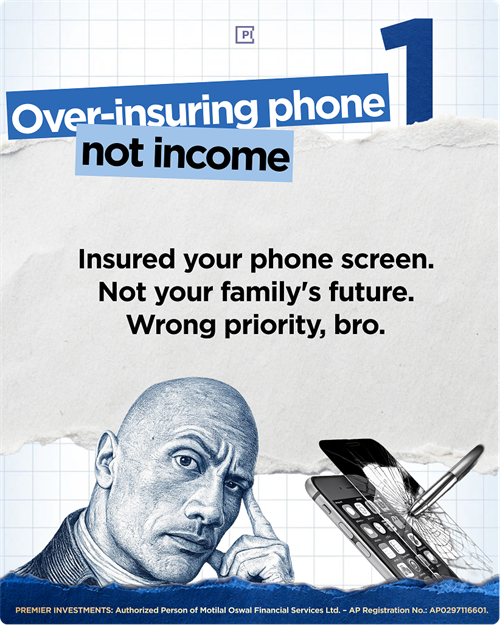 PI
1
Over-insuring phone
not income
Insured your phone screen.
Not your family's future.
Wrong priority, bro.
PREMIER INVESTMENTS: Authorized Person of Motilal Oswal Financial Services Ltd. – AP Registration No.: AP0297116601.